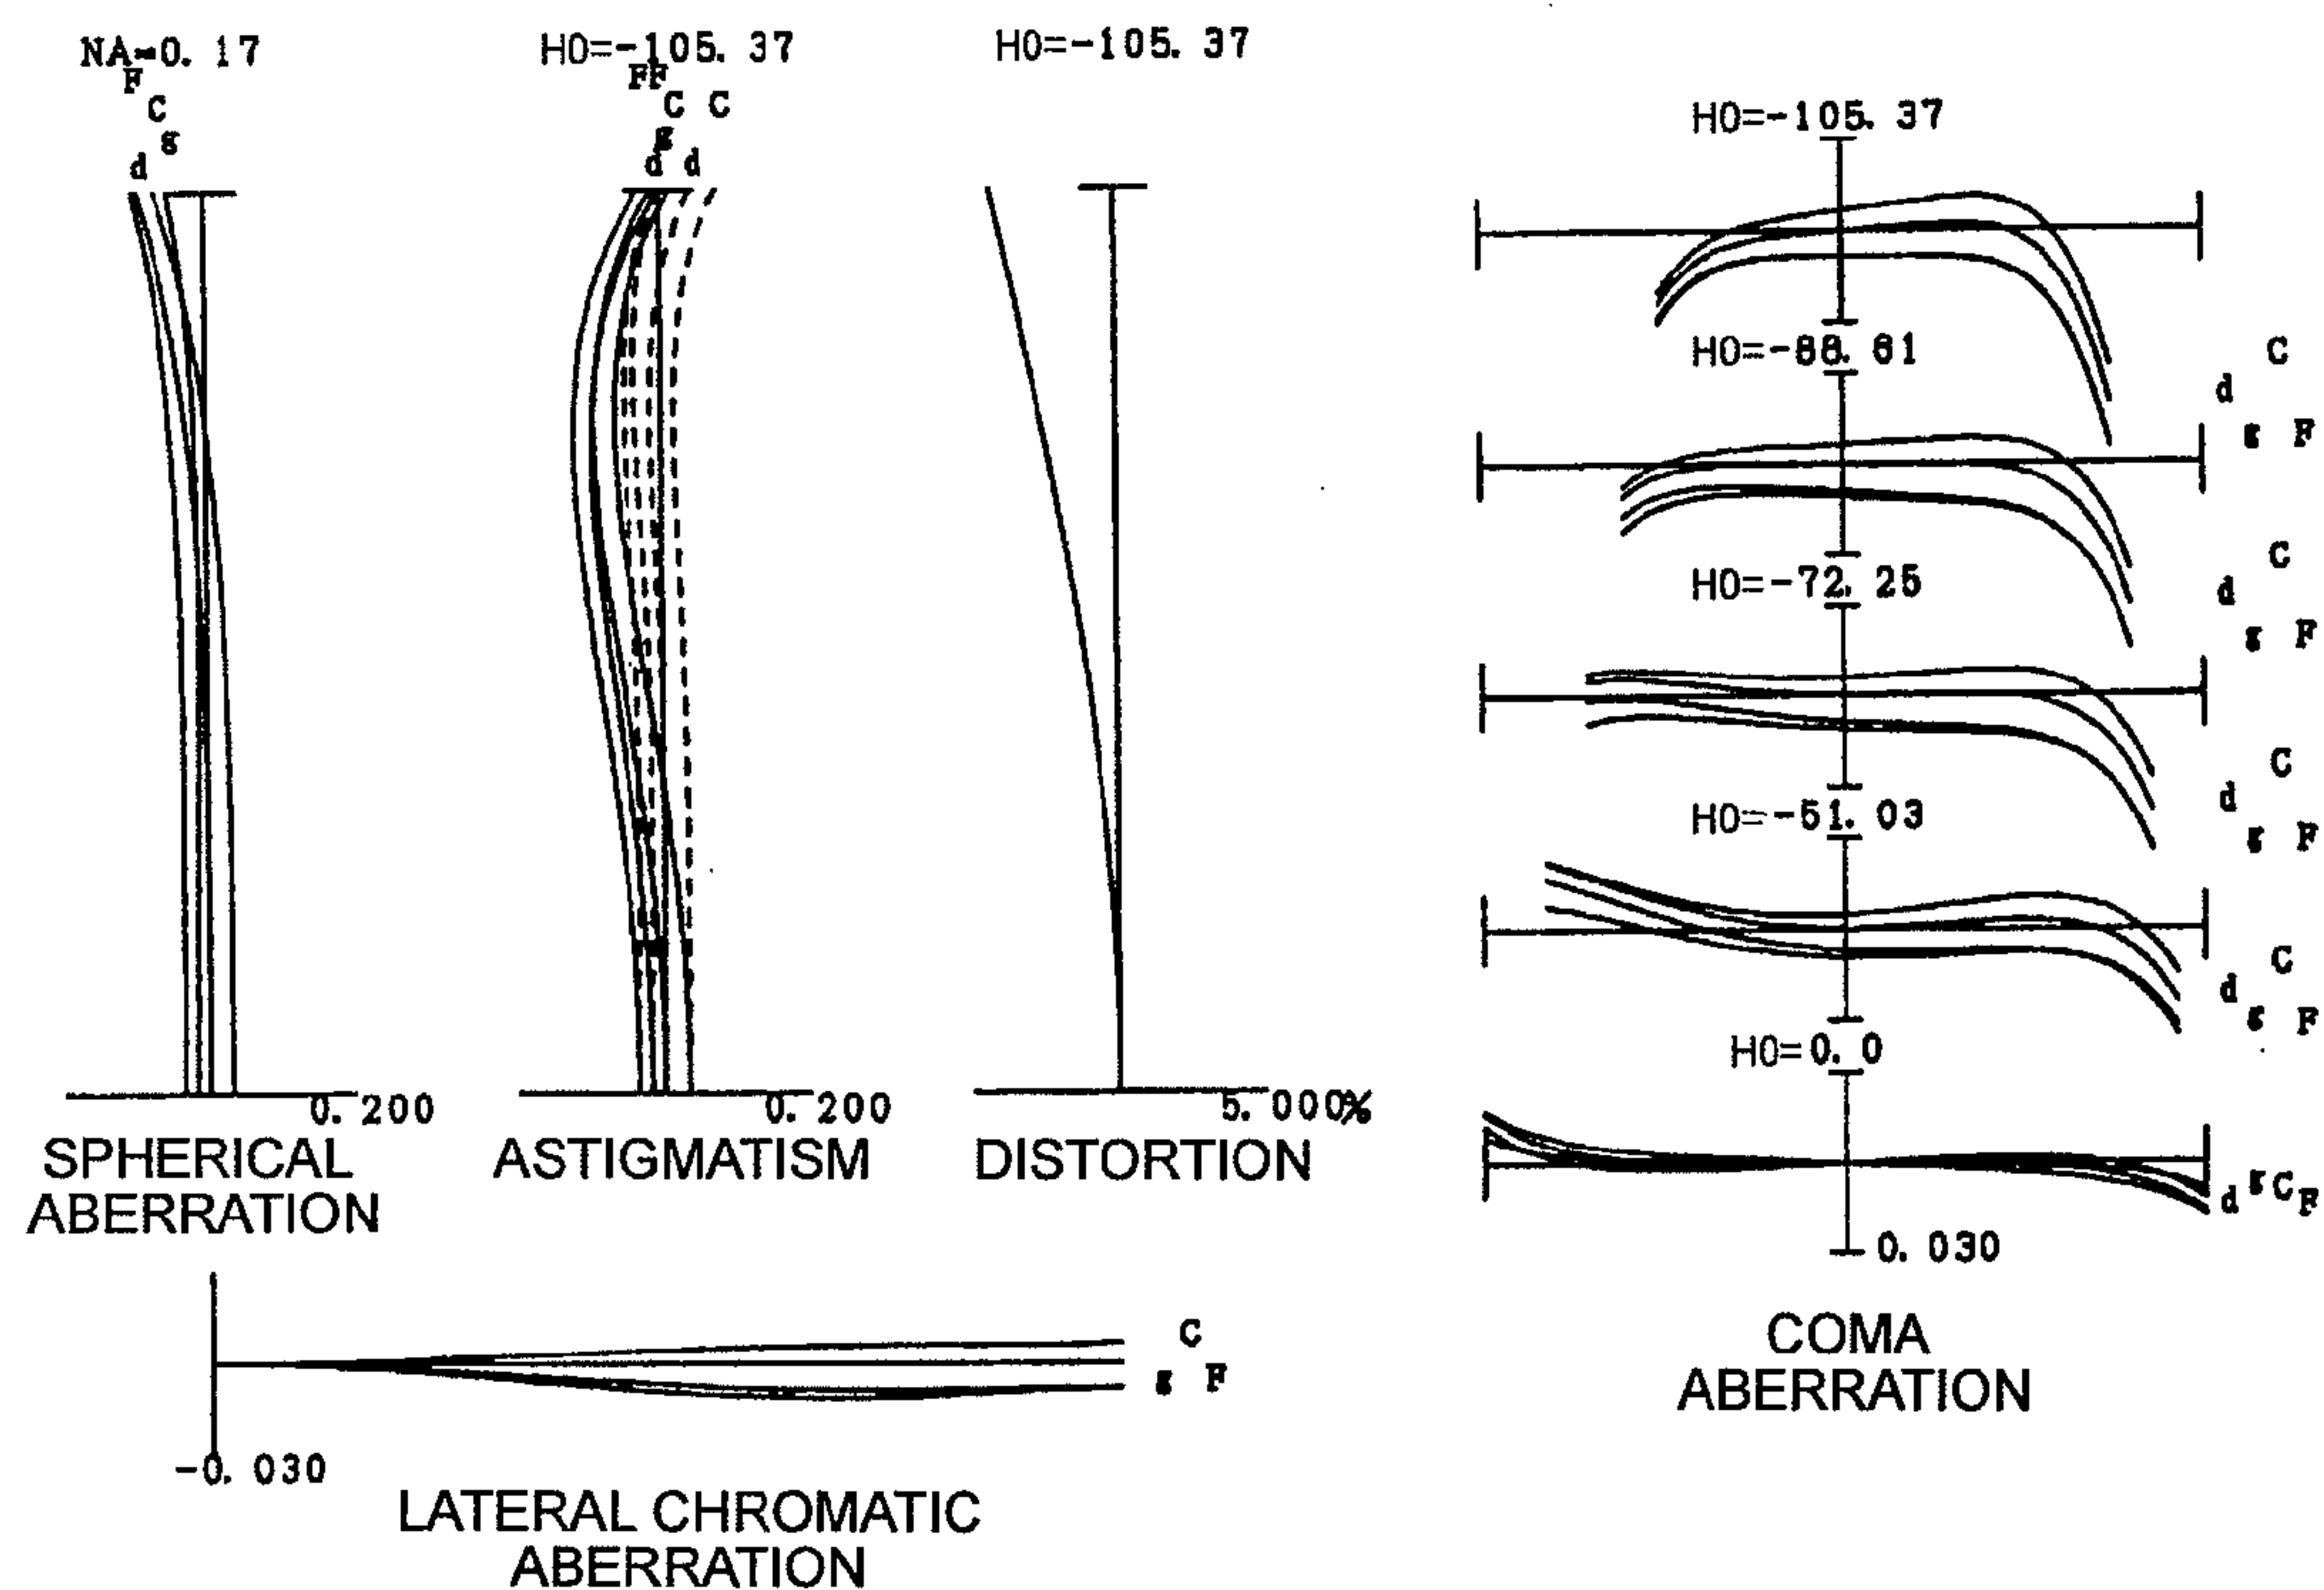 NA=0.17
F
C
g
d
SPHERICAL
ABERRATION
H0=-105.37
FF
C C
g
d d
0.200
ASTIGMATISM
0.200
H0=-105.37
5.000%
DISTORTION
H0=-105.37
C
d
g F
H0=-88.61
C
d
g F
H0=-72.25
C
d
g F
H0=-51.03
C
d
g F
H0=0.0
d g C F
0.030
COMA
ABERRATION
C
g F
-0.030
LATERAL CHROMATIC
ABERRATION